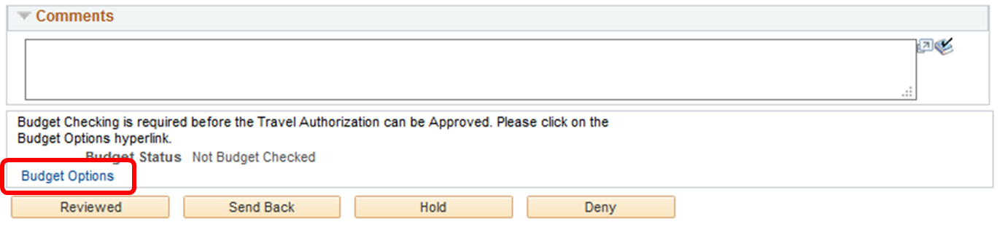 Comments
Budget Checking is required before the Travel Authorization can be Approved. Please click on the
Budget Options hyperlink.
Budget Status Not Budget Checked
Budget Options
Reviewed Send Back Hold Deny